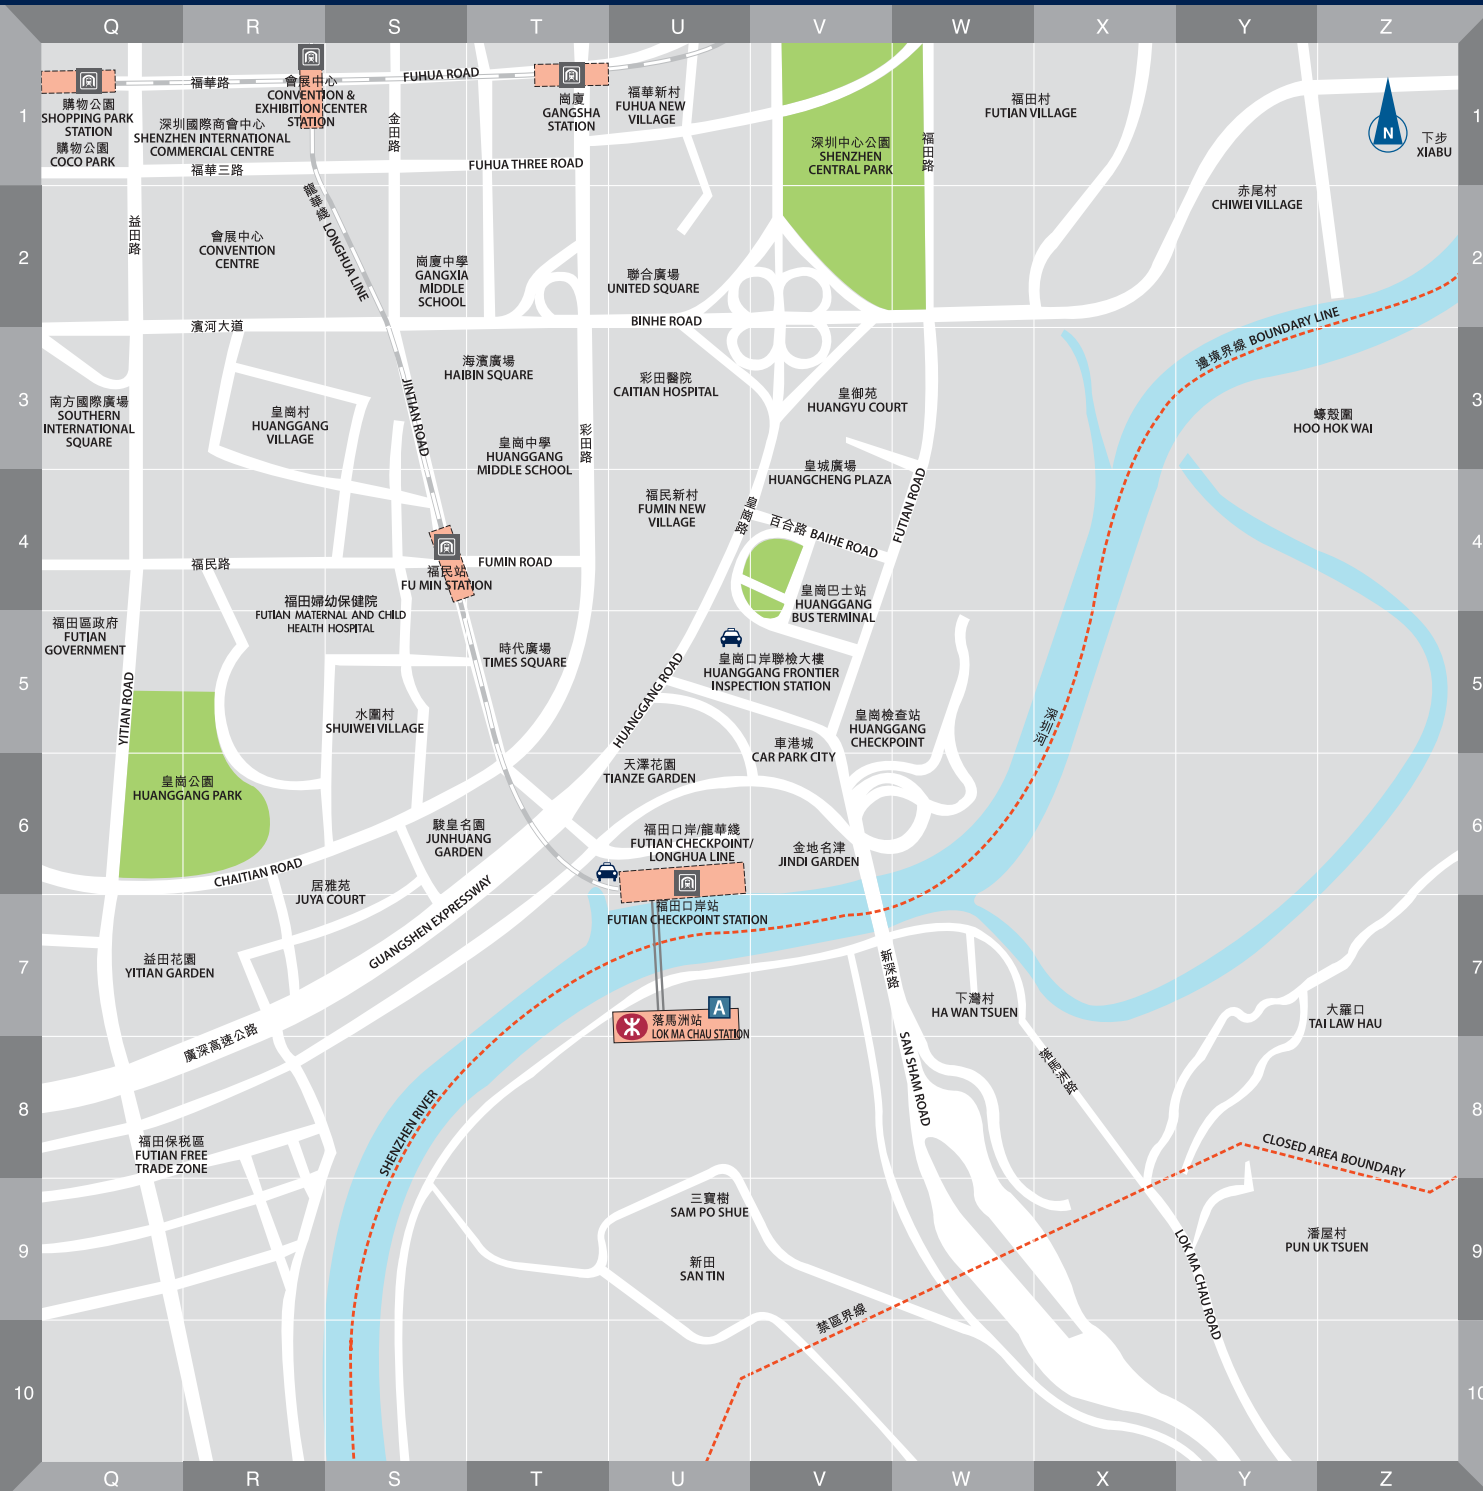 Q R S T U V W X Y Z
1
2
3
4
5
6
7
8
9
10
購物公園
SHOPPING PARK
STATION
購物公園
COCO PARK
福華路
會展中心
CONVENTION &
EXHIBITION CENTER
STATION
深圳國際商會中心
SHENZHEN INTERNATIONAL
COMMERCIAL CENTRE
福華三路
金田路
FUHUA ROAD
FUHUA THREE ROAD
崗廈
GANGSHA
STATION
福華新村
FUHUA NEW
VILLAGE
深圳中心公園
SHENZHEN
CENTRAL PARK
福田路
福田村
FUTIAN VILLAGE
N
下步
XIABU
赤尾村
CHIWEI VILLAGE
益田路
會展中心
CONVENTION
CENTRE
龍華綫 LONGHUA LINE
崗廈中學
GANGXIA
MIDDLE
SCHOOL
聯合廣場
UNITED SQUARE
濱河大道
BINHE ROAD
邊境界線 BOUNDARY LINE
海濱廣場
HAIBIN SQUARE
彩田醫院
CAITIAN HOSPITAL
皇御苑
HUANGYU COURT
南方國際廣場
SOUTHERN
INTERNATIONAL
SQUARE
皇崗村
HUANGGANG
VILLAGE
JINTIAN ROAD
皇崗中學
HUANGGANG
MIDDLE SCHOOL
彩田路
蠔殼圍
HOO HOK WAI
皇城廣場
HUANGCHENG PLAZA
福民新村
FUMIN NEW
VILLAGE
皇崗路
百合路 BAIHE ROAD
FUTIAN ROAD
福民路
福民站
FU MIN STATION
FUMIN ROAD
福田婦幼保健院
FUTIAN MATERNAL AND CHILD
HEALTH HOSPITAL
皇崗巴士站
HUANGGANG
BUS TERMINAL
福田區政府
FUTIAN
GOVERNMENT
時代廣場
TIMES SQUARE
皇崗口岸聯檢大樓
HUANGGANG FRONTIER
INSPECTION STATION
YITIAN ROAD
水圍村
SHUIWEI VILLAGE
HUANGGANG ROAD
車港城
CAR PARK CITY
皇崗檢查站
HUANGGANG
CHECKPOINT
深圳河
皇崗公園
HUANGGANG PARK
天澤花園
TIANZE GARDEN
駿皇名園
JUNHUANG
GARDEN
福田口岸/龍華綫
FUTIAN CHECKPOINT/
LONGHUA LINE
金地名津
JINDI GARDEN
CHAITIAN ROAD
居雅苑
JUYA COURT
GUANGSHEN EXPRESSWAY
福田口岸站
FUTIAN CHECKPOINT STATION
益田花園
YITIAN GARDEN
新深路
下灣村
HA WAN TSUEN
大羅口
TAI LAW HAU
A
落馬洲站
LOK MA CHAU STATION
廣深高速公路
SAN SHAM ROAD
落馬洲路
SHENZHEN RIVER
福田保税區
FUTIAN FREE
TRADE ZONE
CLOSED AREA BOUNDARY
三寶樹
SAM PO SHUE
新田
SAN TIN
潘屋村
PUN UK TSUEN
LOK MA CHAU ROAD
禁區界線
1
2
3
4
5
6
7
8
9
10
Q R S T U V W X Y Z